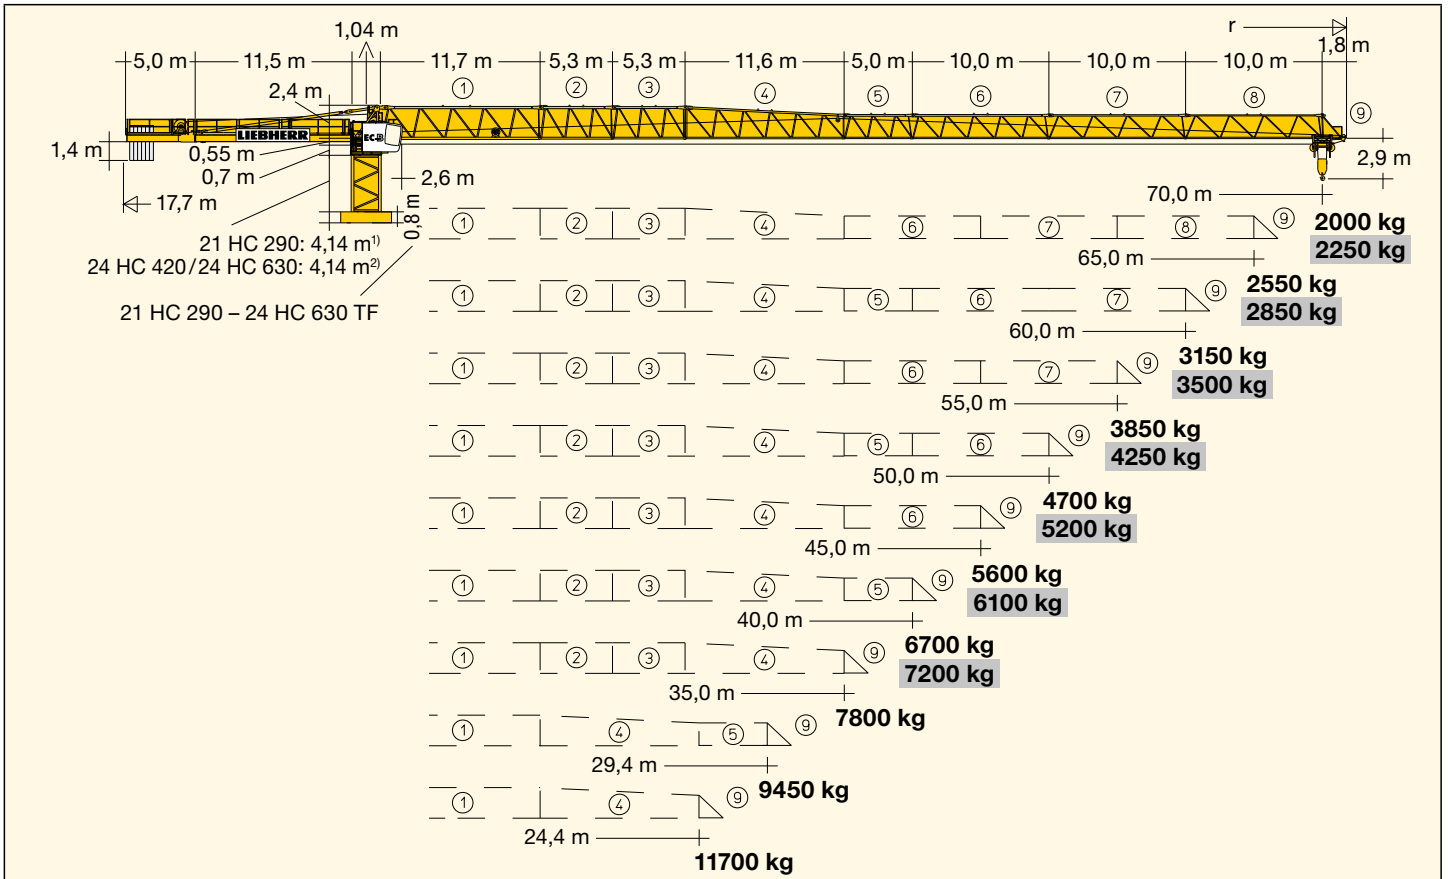 1,04 m
r
1,8 m
5,0 m 11,5 m 11,7 m 5,3 m 5,3 m 11,6 m 5,0 m 10,0 m 10,0 m 10,0 m
① ② ③ ④ ⑤ ⑥ ⑦ ⑧ ⑨
2,4 m
LIEBHERR EC-B
1,4 m
0,55 m
0,7 m
2,9 m
2,6 m
17,7 m
0,8 m
21 HC 290: 4,14 m¹⁾
24 HC 420/24 HC 630: 4,14 m²⁾
21 HC 290 – 24 HC 630 TF
70,0 m
2000 kg
2250 kg
① ② ③ ④ ⑥ ⑦ ⑧ ⑨
65,0 m
2550 kg
2850 kg
① ② ③ ④ ⑤ ⑥ ⑦ ⑨
60,0 m
3150 kg
3500 kg
① ② ③ ④ ⑥ ⑦ ⑨
55,0 m
3850 kg
4250 kg
① ② ③ ④ ⑤ ⑥ ⑨
50,0 m
4700 kg
5200 kg
① ② ③ ④ ⑥ ⑨
45,0 m
5600 kg
6100 kg
① ② ③ ④ ⑤ ⑨
40,0 m
6700 kg
7200 kg
① ② ③ ④ ⑨
35,0 m
7800 kg
① ④ ⑤ ⑨
29,4 m
9450 kg
① ④ ⑨
24,4 m
11700 kg